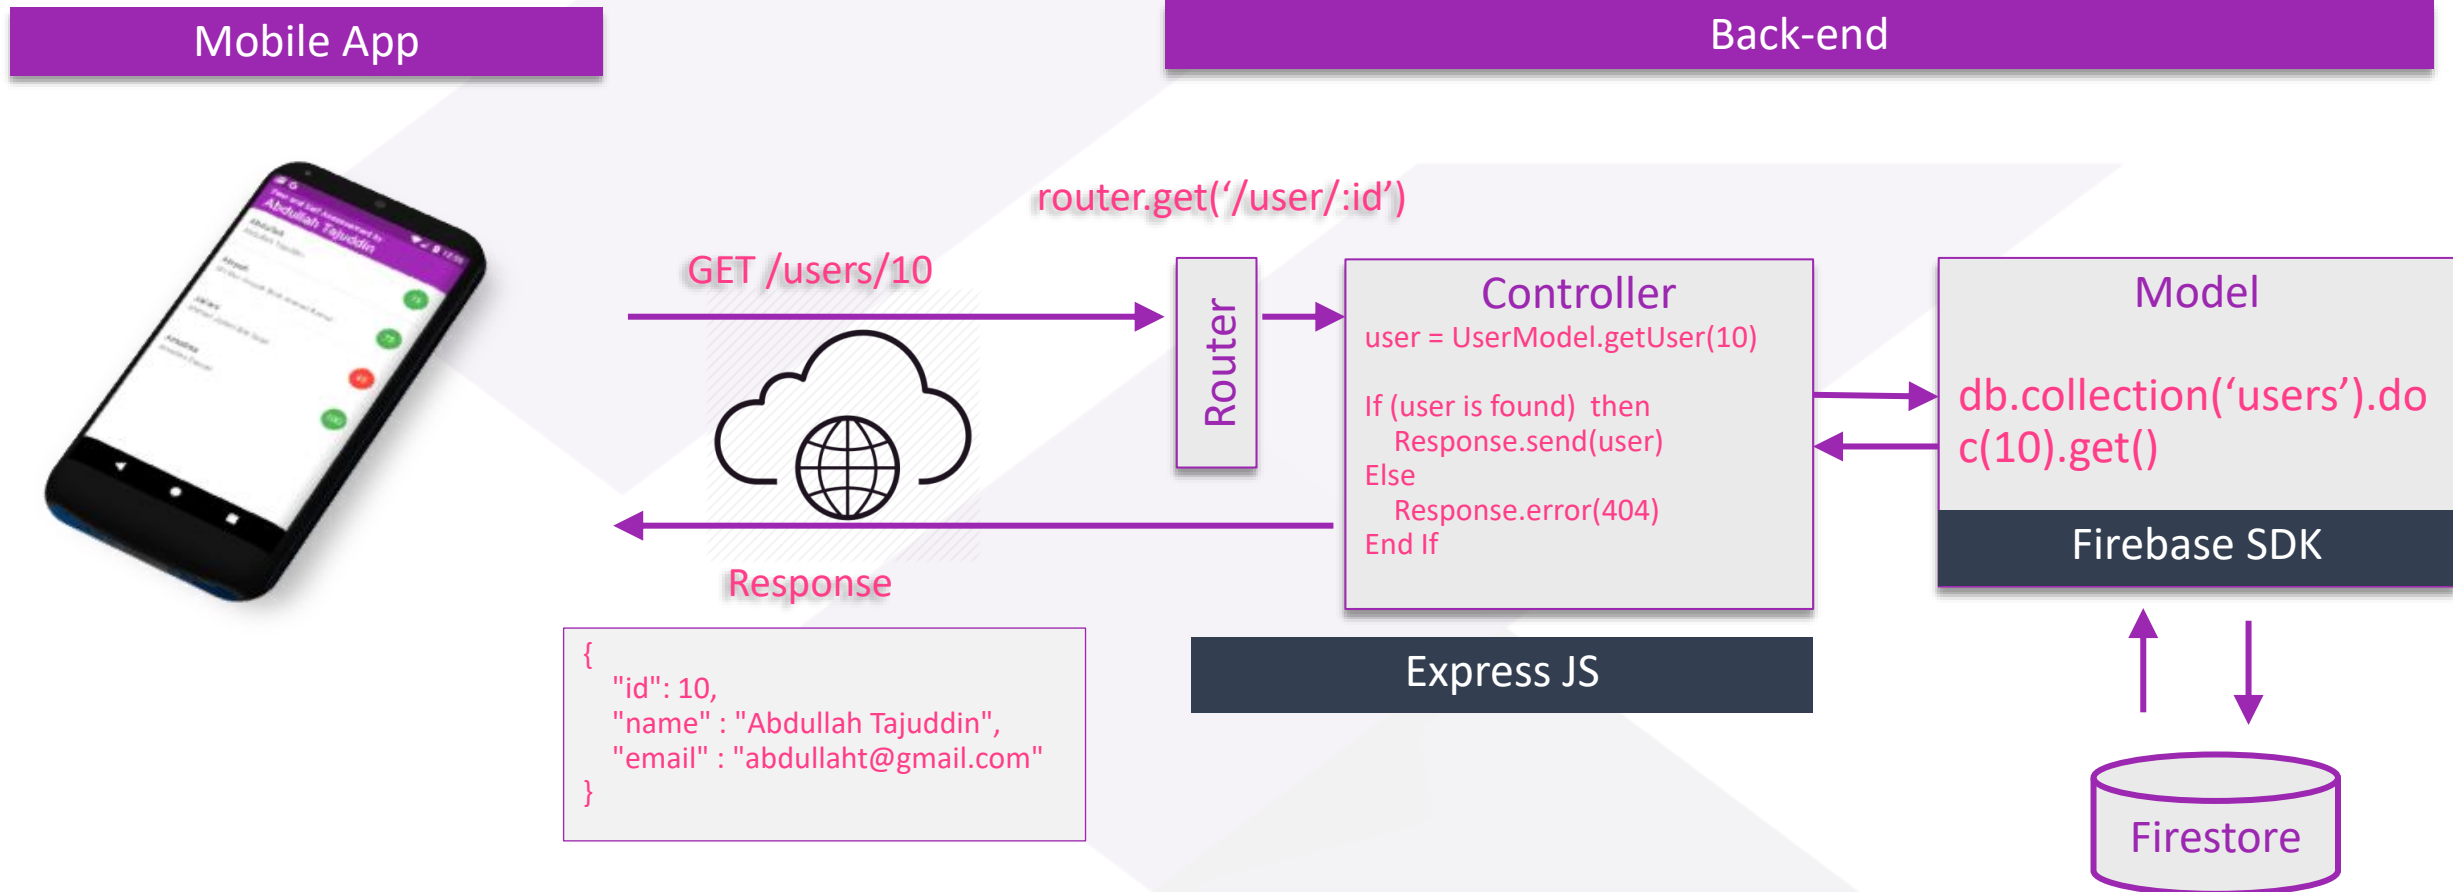 Mobile App
Back-end
Abdullah Tajuddin
router.get(‘/user/:id’)
GET /users/10
Response
{
"id": 10,
"name" : "Abdullah Tajuddin",
"email" : "abdullaht@gmail.com"
}
Router
Controller
user = UserModel.getUser(10)
If (user is found) then
Response.send(user)
Else
Response.error(404)
End If
Express JS
Model
db.collection(‘users’).do
c(10).get()
Firebase SDK
Firestore